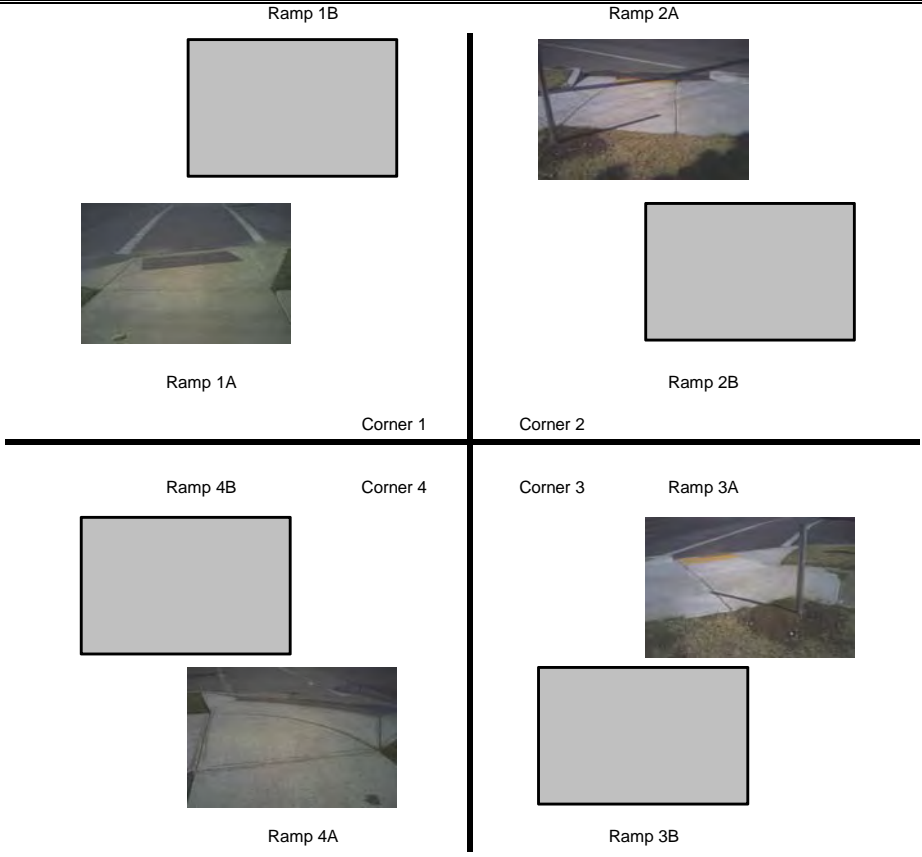 Ramp 1B Ramp 2A
Ramp 1A Ramp 2B
Corner 1 Corner 2
Ramp 4B Corner 4 Corner 3 Ramp 3A
Ramp 4A Ramp 3B